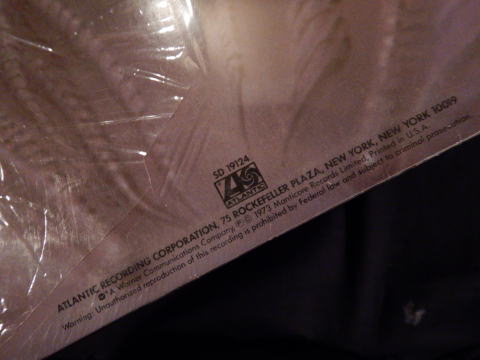 SD 19124
ATLANTIC
ATLANTIC RECORDING CORPORATION, 75 ROCKEFELLER PLAZA, NEW YORK, NEW YORK 10019
A Warner Communications Company, ℗ © 1973 Manticore Records Limited, Printed in U.S.A.
Warning: Unauthorized reproduction of this recording is prohibited by Federal law and subject to criminal prosecution.